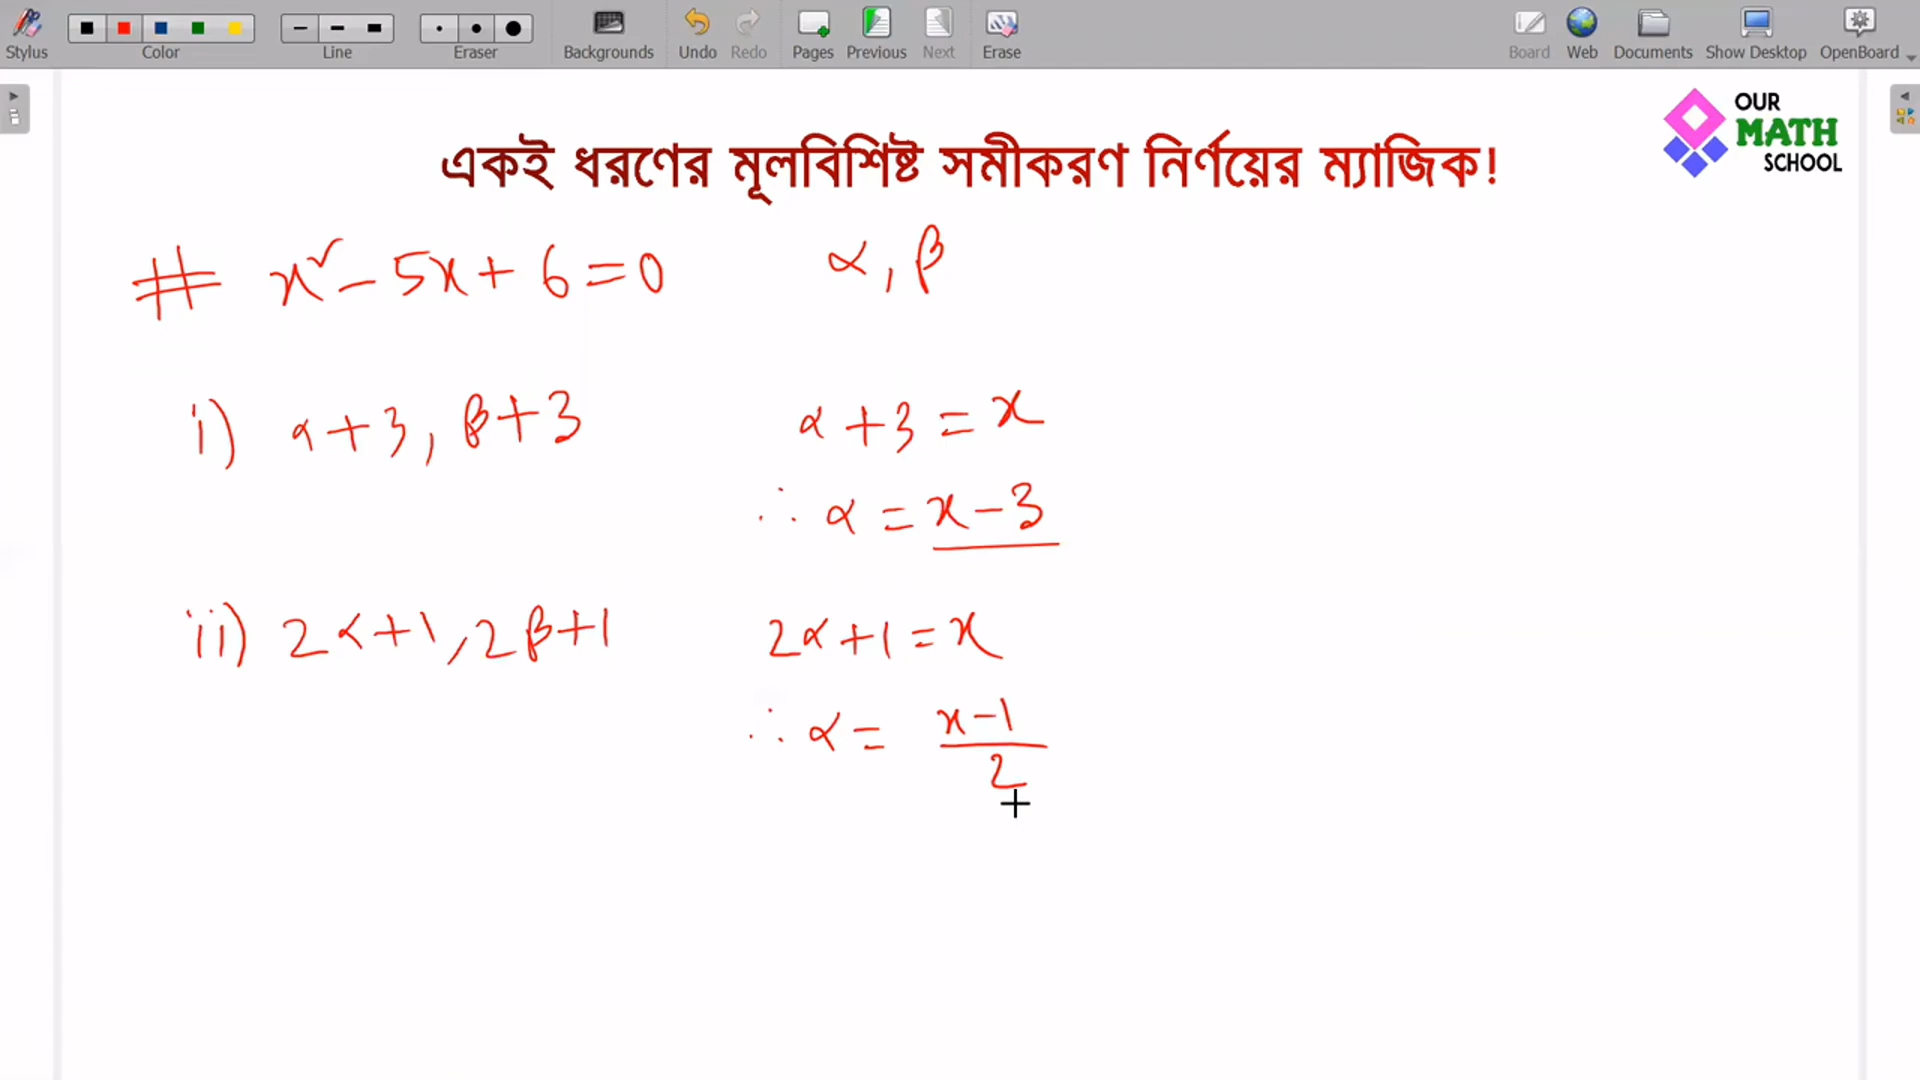 Stylus Color Line Eraser Backgrounds Undo Redo Pages Previous Next Erase Board Web Documents Show Desktop OpenBoard
OUR
MATH
SCHOOL
একই ধরণের মূলবিশিষ্ট সমীকরণ নির্ণয়ের ম্যাজিক!
# x² - 5x + 6 = 0 α, β
i) α+3, β+3 α+3 = x
∴ α = x-3
ii) 2α+1, 2β+1 2α+1 = x
∴ α = x-1
2